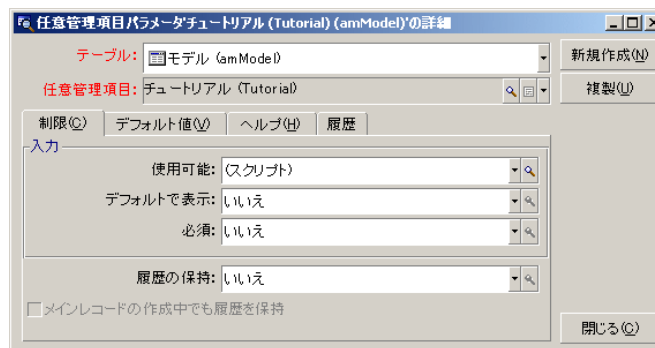 任意管理項目パラメータ'チュートリアル (Tutorial) (amModel)'の詳細
テーブル: モデル (amModel)
新規作成(N)
任意管理項目: チュートリアル (Tutorial)
複製(U)
制限(C) デフォルト値(V) ヘルプ(H) 履歴
入力
使用可能: (スクリプト)
デフォルトで表示: いいえ
必須: いいえ
履歴の保持: いいえ
メインレコードの作成中でも履歴を保持
閉じる(C)